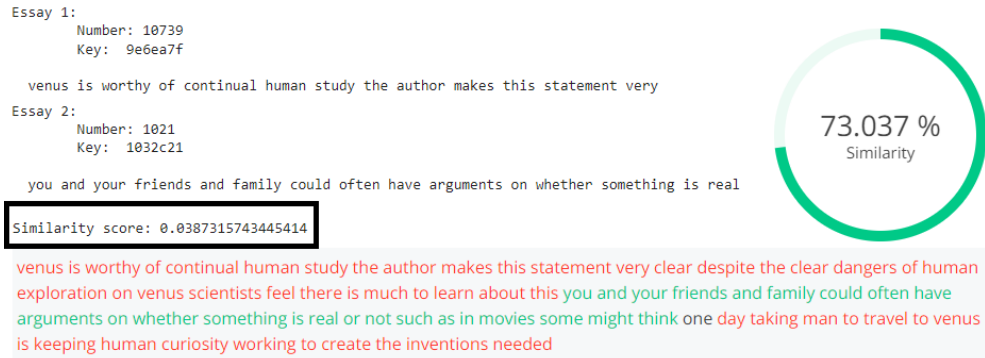 Essay 1:
Number: 10739
Key: 9e6ea7f
venus is worthy of continual human study the author makes this statement very
Essay 2:
Number: 1021
Key: 1032c21
you and your friends and family could often have arguments on whether something is real
Similarity score: 0.0387315743445414
73.037 %
Similarity
venus is worthy of continual human study the author makes this statement very clear despite the clear dangers of human
exploration on venus scientists feel there is much to learn about this you and your friends and family could often have
arguments on whether something is real or not such as in movies some might think one day taking man to travel to venus
is keeping human curiosity working to create the inventions needed